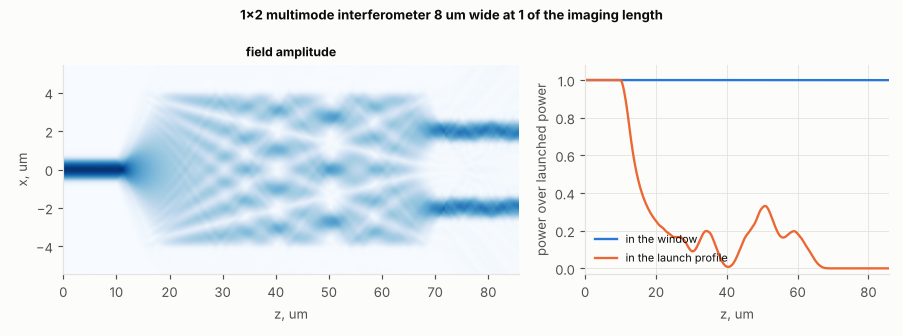 1×2 multimode interferometer 8 um wide at 1 of the imaging length
field amplitude
x, um
4
2
0
−2
−4
0 10 20 30 40 50 60 70 80
z, um
power over launched power
1.0
0.8
0.6
0.4
0.2
0.0
in the window
in the launch profile
0 20 40 60 80
z, um